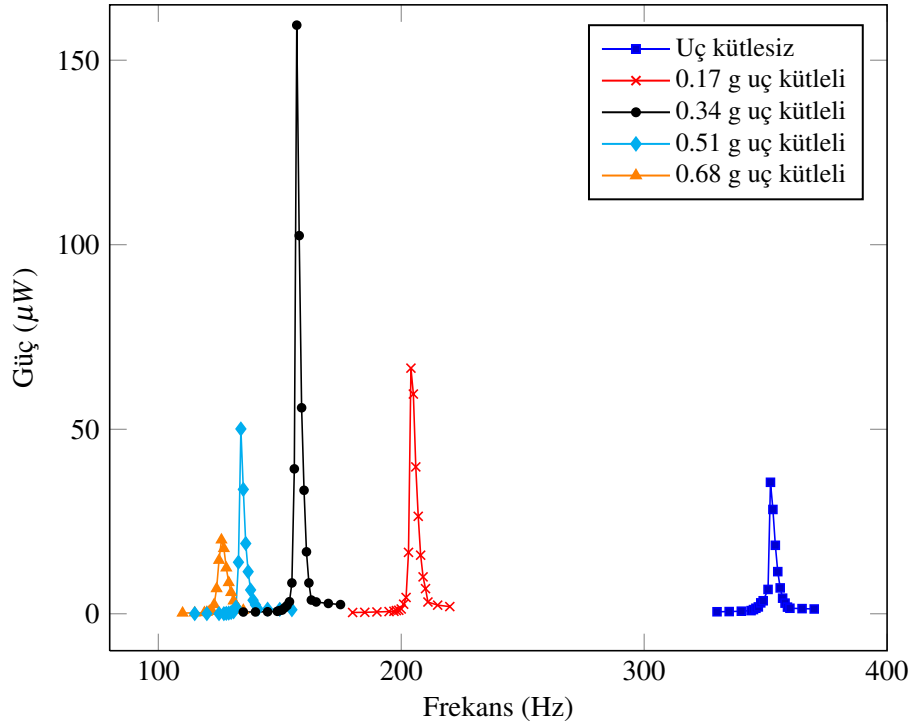 Uç kütlesiz
0.17 g uç kütleli
0.34 g uç kütleli
0.51 g uç kütleli
0.68 g uç kütleli
150
100
50
0
Güç (μW)
100 200 300 400
Frekans (Hz)